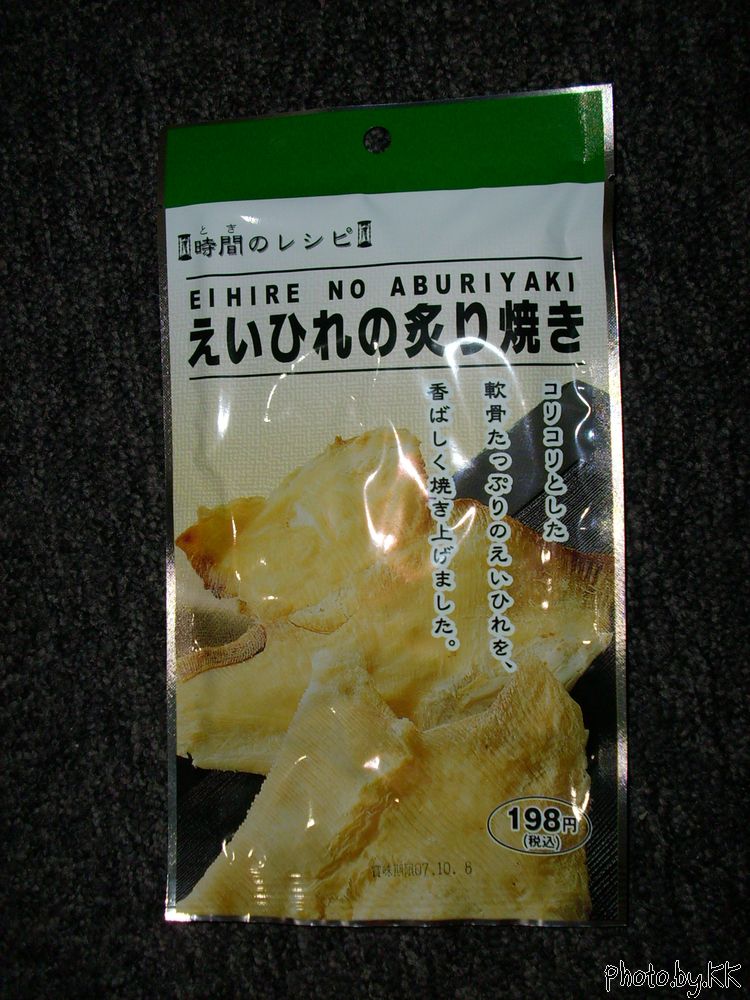 とき
時間のレシピ
EIHIRE NO ABURIYAKI
えいひれの炙り焼き
コリコリとした
軟骨たっぷりのえいひれを、
香ばしく焼き上げました。
198円
(税込)
賞味期限07.10.8
Photo.by.KK